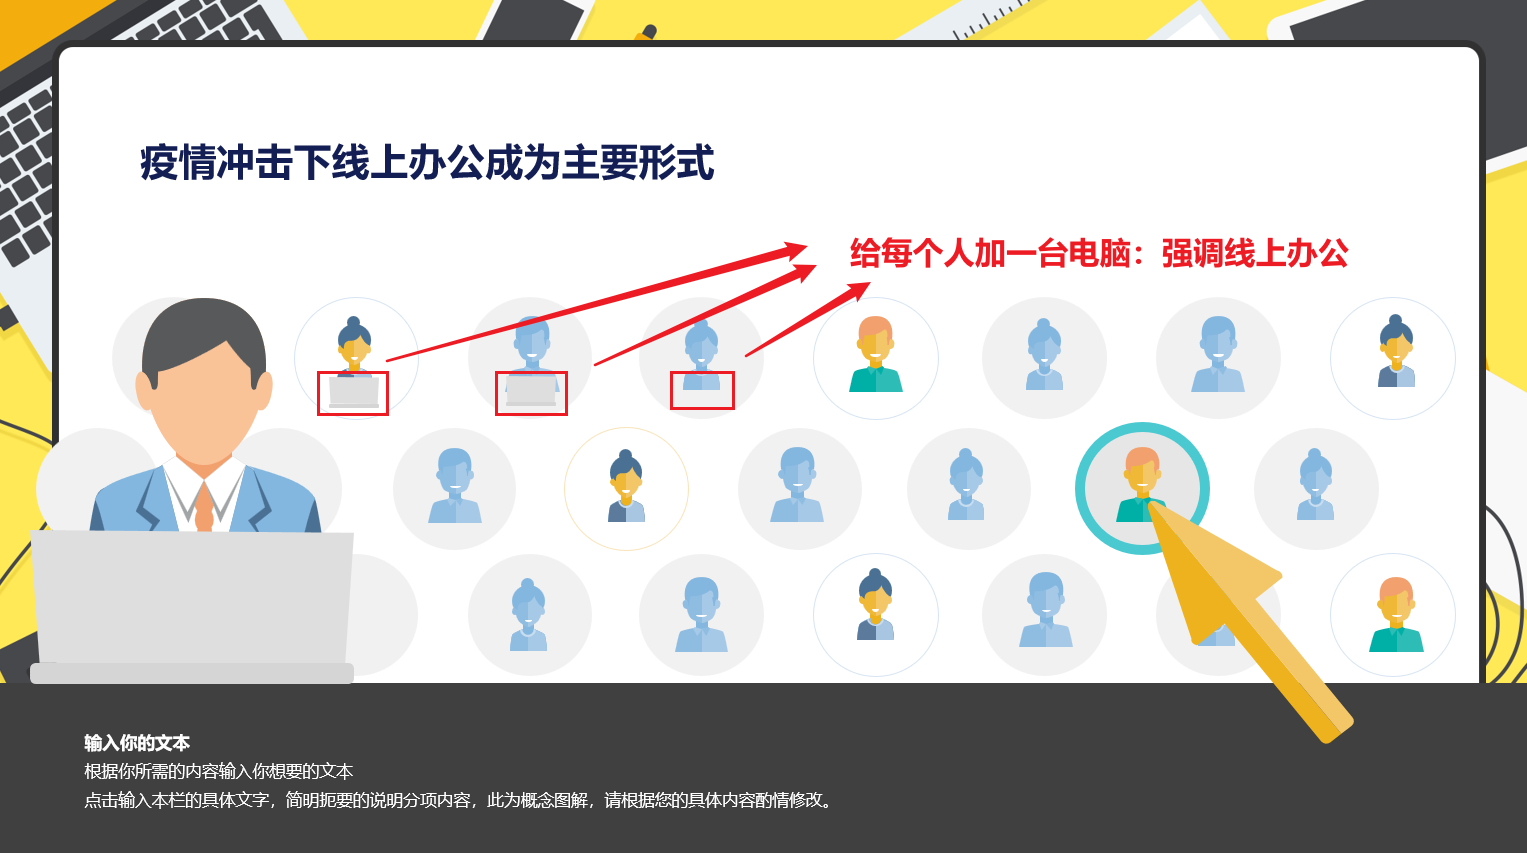 疫情冲击下线上办公成为主要形式
给每个人加一台电脑：强调线上办公
输入你的文本
根据你所需的内容输入你想要的文本
点击输入本栏的具体文字，简明扼要的说明分项内容，此为概念图解，请根据您的具体内容酌情修改。